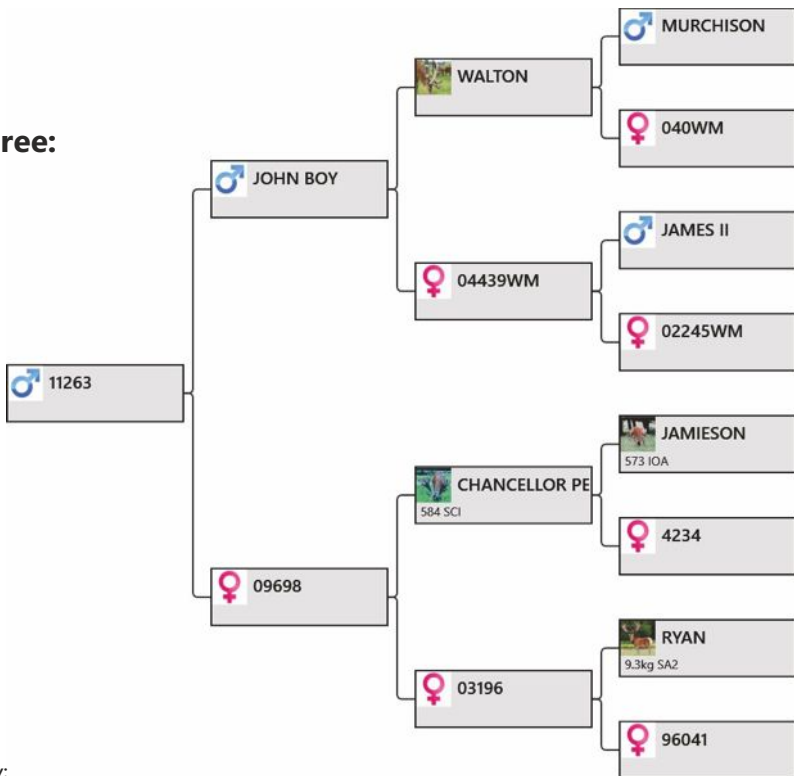 ree:
MURCHISON
WALTON
040WM
JOHN BOY
JAMES II
04439WM
02245WM
11263
JAMIESON
573 IOA
CHANCELLOR PE
584 SCI
4234
09698
RYAN
9.3kg SA2
03196
96041